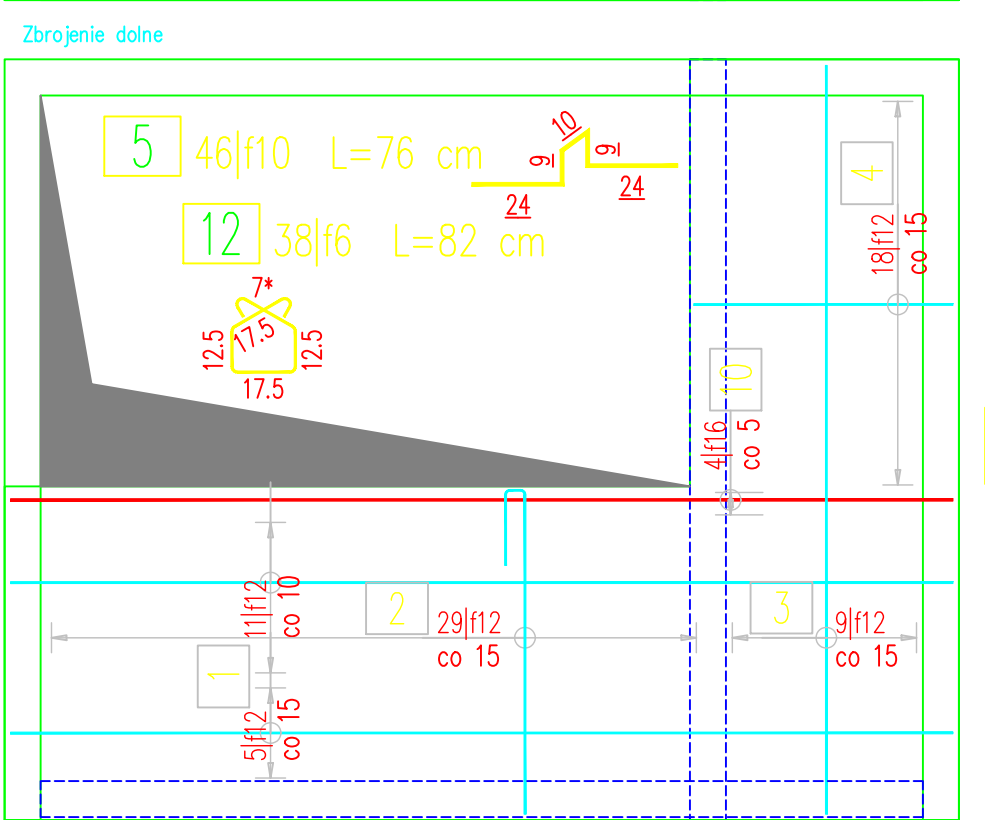 Zbrojenie dolne
5 46|f10 L=76 cm
10
9
9
24
24
12 38|f6 L=82 cm
7*
12.5
17.5
12.5
17.5
4
18|f12
co 15
10
4|f16
co 5
11|f12
co 10
2
29|f12
co 15
3
9|f12
co 15
1
5|f12
co 15